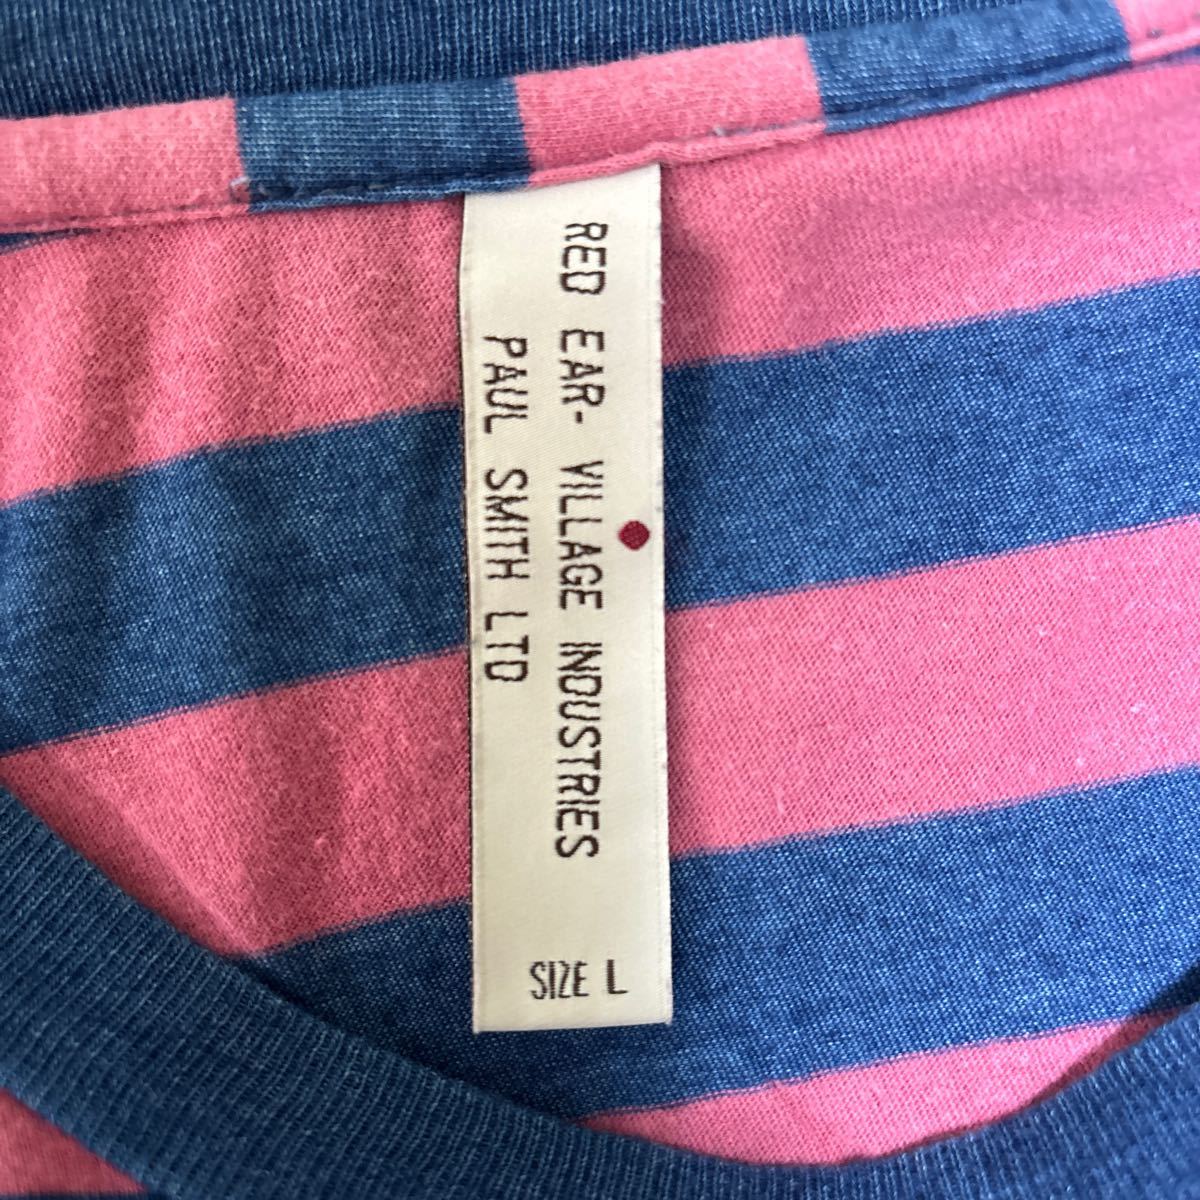 RED EAR- VILLAGE INDUSTRIES
PAUL SMITH LTD
SIZE L